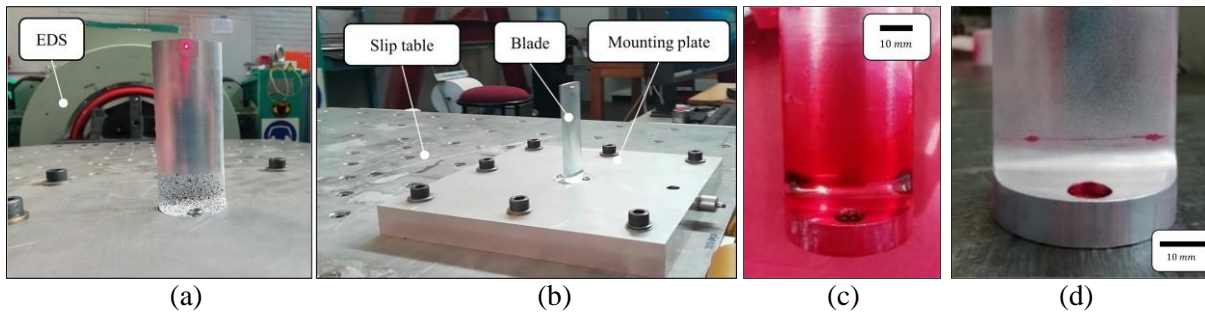 EDS
Slip table
Blade
Mounting plate
10 mm
10 mm
(a)
(b)
(c)
(d)